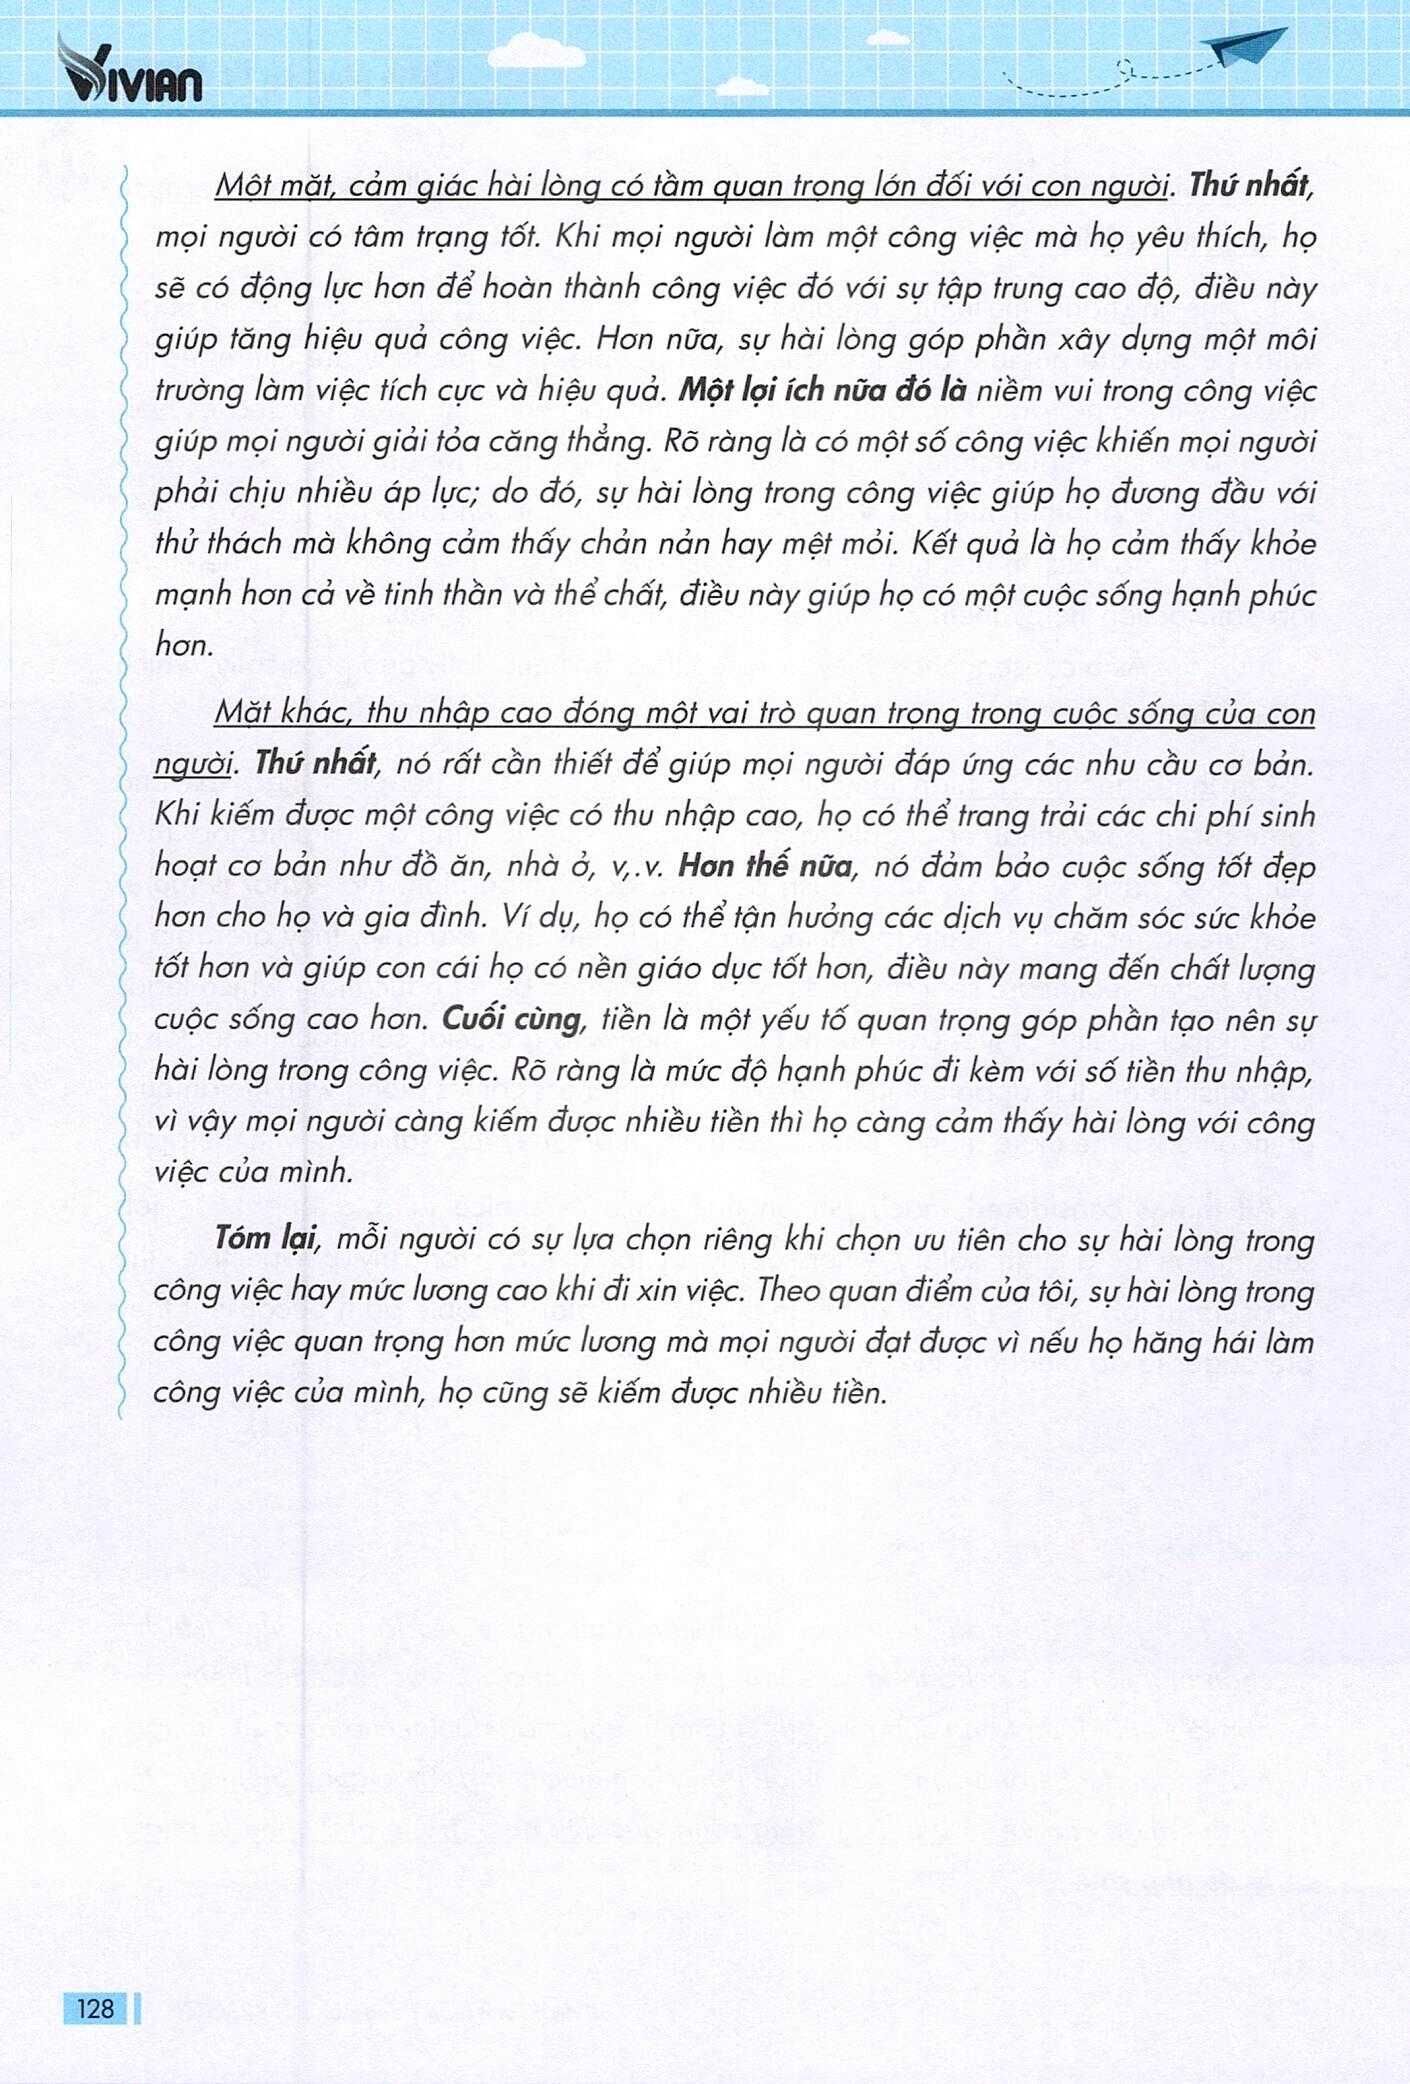 VIVIAN
Một mặt, cảm giác hài lòng có tầm quan trọng lớn đối với con người. Thứ nhất,
mọi người có tâm trạng tốt. Khi mọi người làm một công việc mà họ yêu thích, họ
sẽ có động lực hơn để hoàn thành công việc đó với sự tập trung cao độ, điều này
giúp tăng hiệu quả công việc. Hơn nữa, sự hài lòng góp phần xây dựng một môi
trường làm việc tích cực và hiệu quả. Một lợi ích nữa đó là niềm vui trong công việc
giúp mọi người giải tỏa căng thẳng. Rõ ràng là có một số công việc khiến mọi người
phải chịu nhiều áp lực; do đó, sự hài lòng trong công việc giúp họ đương đầu với
thử thách mà không cảm thấy chản nản hay mệt mỏi. Kết quả là họ cảm thấy khỏe
mạnh hơn cả về tinh thần và thể chất, điều này giúp họ có một cuộc sống hạnh phúc
hơn.
Mặt khác, thu nhập cao đóng một vai trò quan trọng trong cuộc sống của con
người. Thứ nhất, nó rất cần thiết để giúp mọi người đáp ứng các nhu cầu cơ bản.
Khi kiếm được một công việc có thu nhập cao, họ có thể trang trải các chi phí sinh
hoạt cơ bản như đồ ăn, nhà ở, v,.v. Hơn thế nữa, nó đảm bảo cuộc sống tốt đẹp
hơn cho họ và gia đình. Ví dụ, họ có thể tận hưởng các dịch vụ chăm sóc sức khỏe
tốt hơn và giúp con cái họ có nền giáo dục tốt hơn, điều này mang đến chất lượng
cuộc sống cao hơn. Cuối cùng, tiền là một yếu tố quan trọng góp phần tạo nên sự
hài lòng trong công việc. Rõ ràng là mức độ hạnh phúc đi kèm với số tiền thu nhập,
vì vậy mọi người càng kiếm được nhiều tiền thì họ càng cảm thấy hài lòng với công
việc của mình.
Tóm lại, mỗi người có sự lựa chọn riêng khi chọn ưu tiên cho sự hài lòng trong
công việc hay mức lương cao khi đi xin việc. Theo quan điểm của tôi, sự hài lòng trong
công việc quan trọng hơn mức lương mà mọi người đạt được vì nếu họ hăng hái làm
công việc của mình, họ cũng sẽ kiếm được nhiều tiền.
128